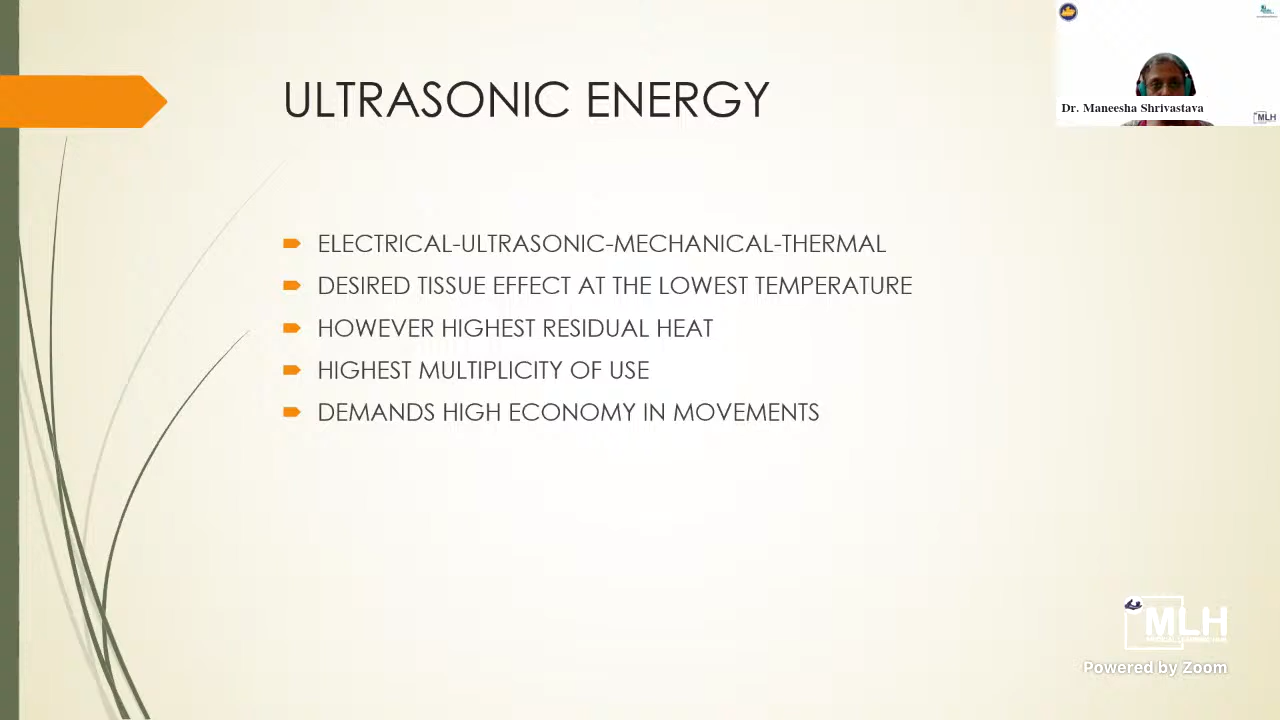 ULTRASONIC ENERGY
Dr. Maneesha Shrivastava
MLH
ELECTRICAL-ULTRASONIC-MECHANICAL-THERMAL
DESIRED TISSUE EFFECT AT THE LOWEST TEMPERATURE
HOWEVER HIGHEST RESIDUAL HEAT
HIGHEST MULTIPLICITY OF USE
DEMANDS HIGH ECONOMY IN MOVEMENTS
MLH
Powered by Zoom